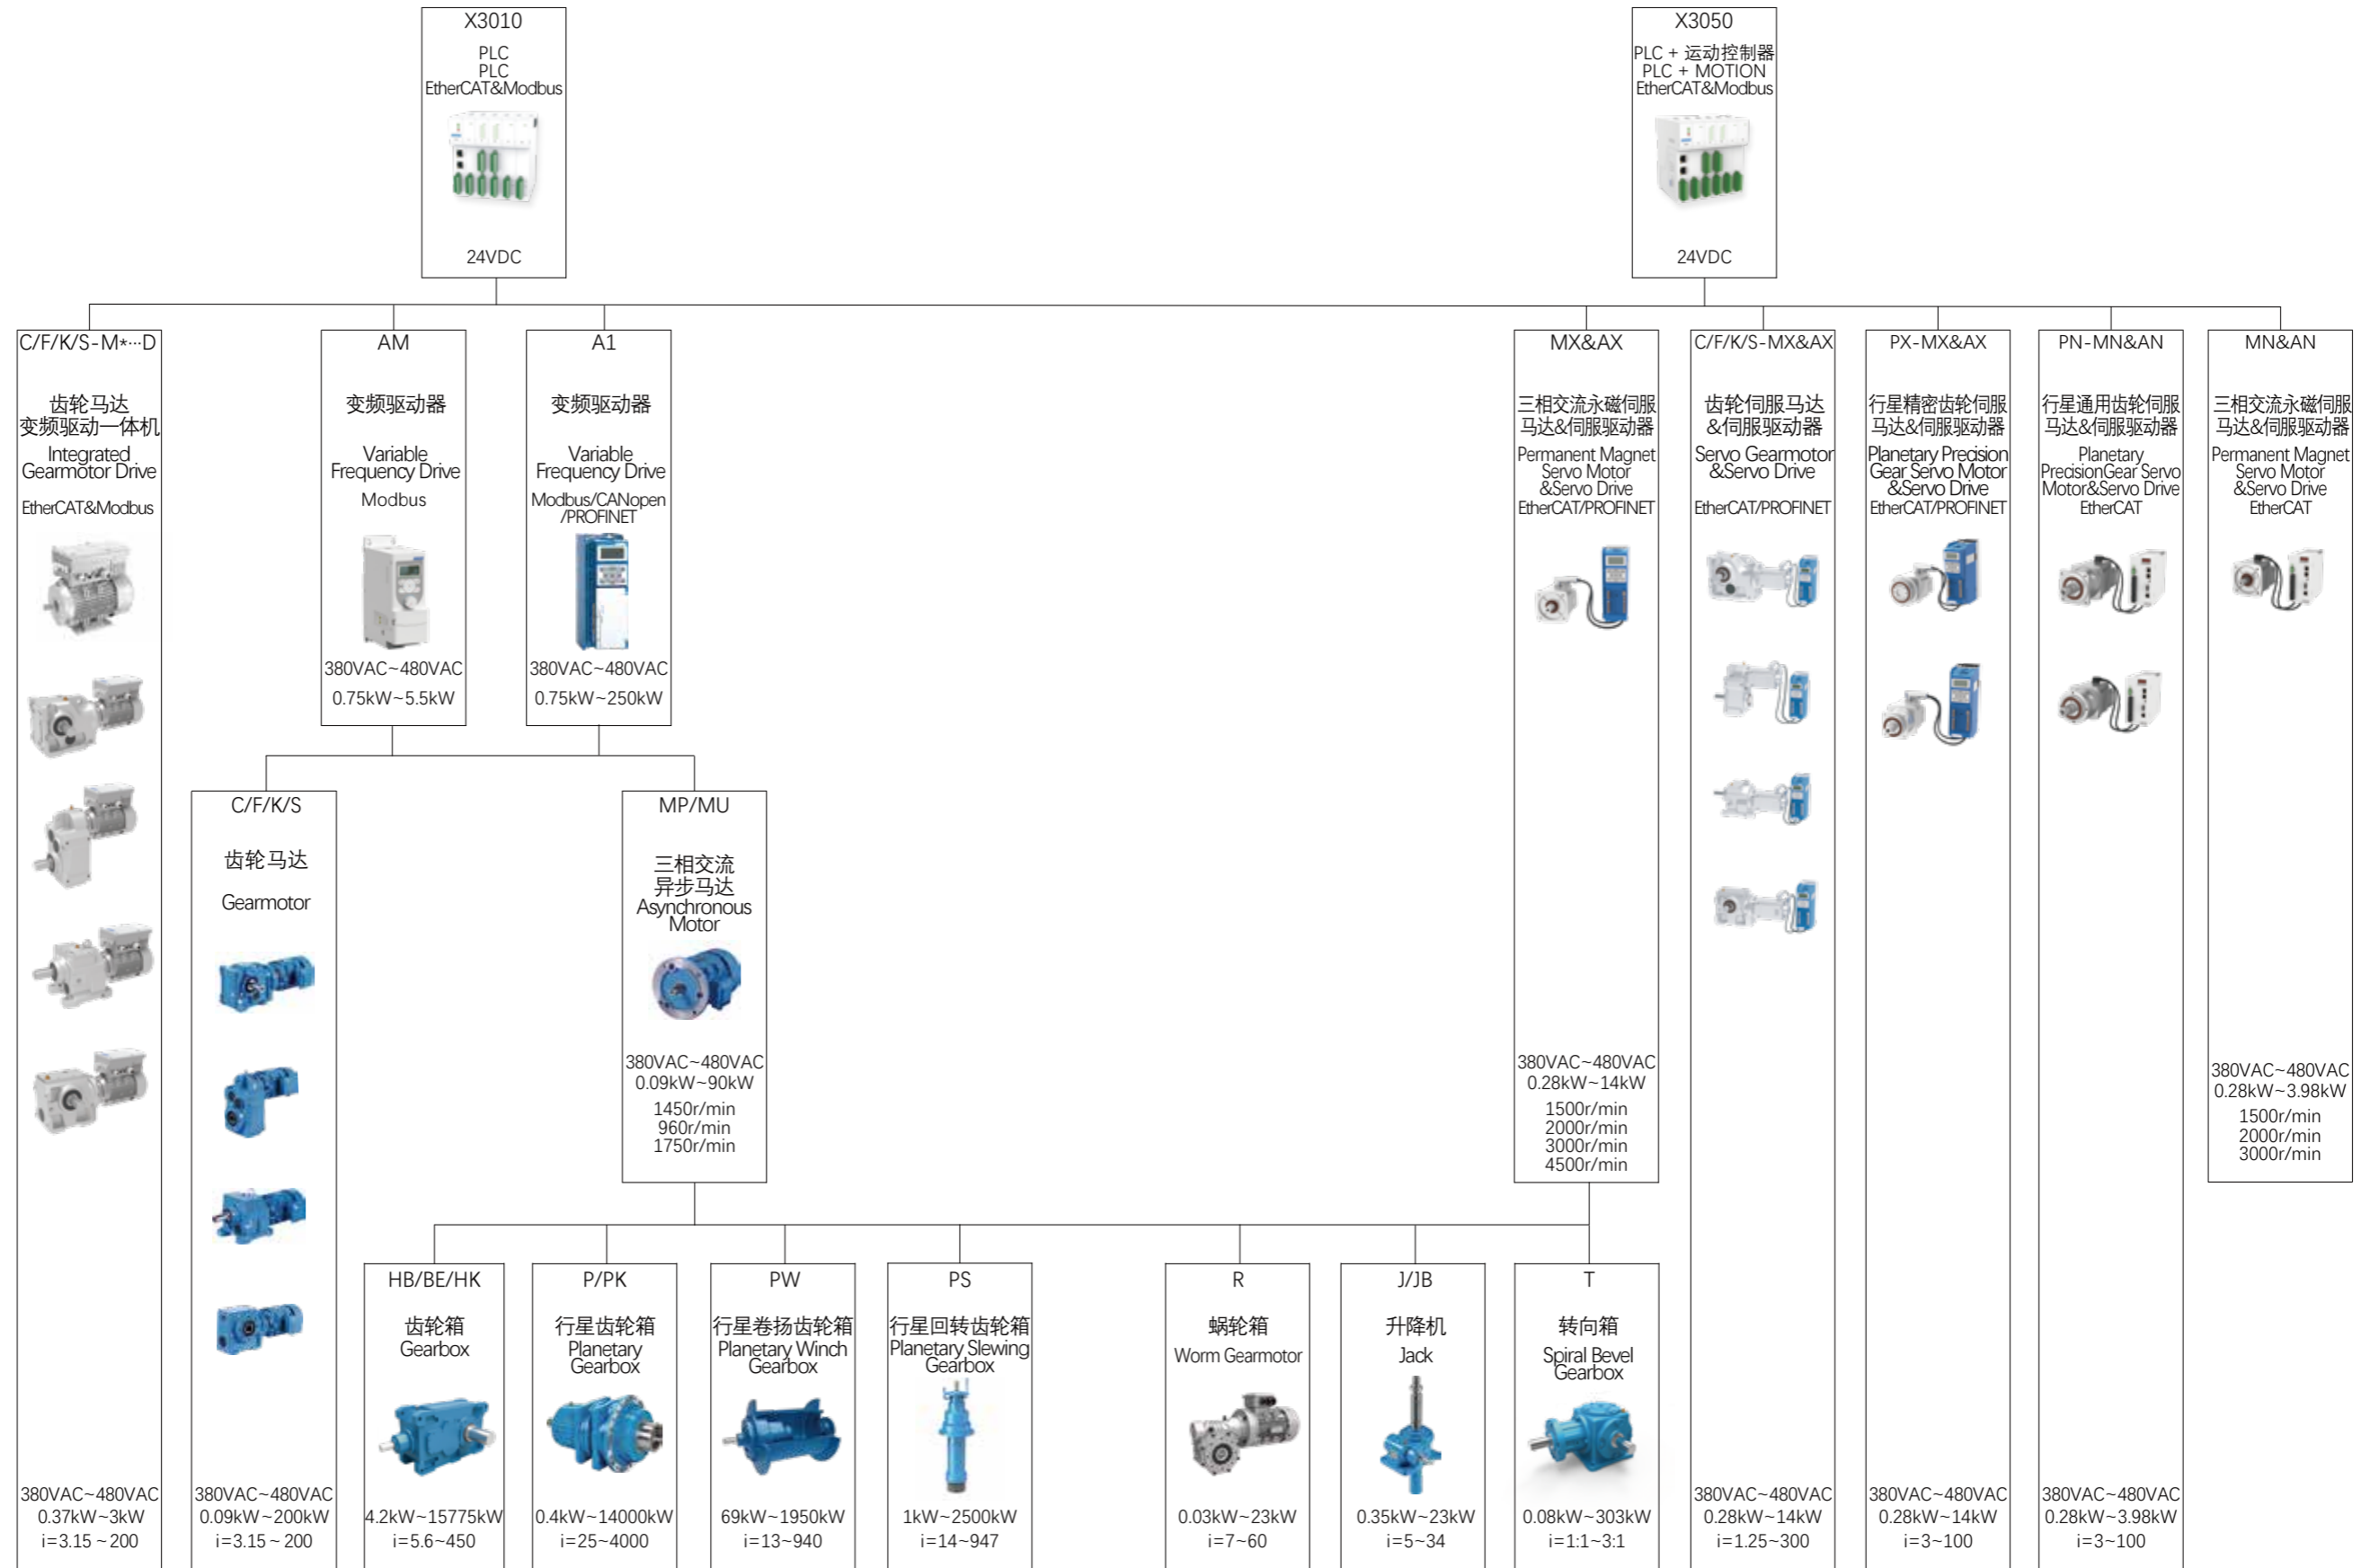 X3010
PLC
PLC
EtherCAT&Modbus
24VDC
X3050
PLC + 运动控制器
PLC + MOTION
EtherCAT&Modbus
24VDC
C/F/K/S-M*···D
齿轮马达
变频驱动一体机
Integrated
Gearmotor Drive
EtherCAT&Modbus
380VAC~480VAC
0.37kW~3kW
i=3.15 ~ 200
AM
变频驱动器
Variable
Frequency Drive
Modbus
380VAC~480VAC
0.75kW~5.5kW
A1
变频驱动器
Variable
Frequency Drive
Modbus/CANopen
/PROFINET
380VAC~480VAC
0.75kW~250kW
MX&AX
三相交流永磁伺服
马达&伺服驱动器
Permanent Magnet
Servo Motor
&Servo Drive
EtherCAT/PROFINET
380VAC~480VAC
0.28kW~14kW
1500r/min
2000r/min
3000r/min
4500r/min
C/F/K/S-MX&AX
齿轮伺服马达
&伺服驱动器
Servo Gearmotor
&Servo Drive
EtherCAT/PROFINET
380VAC~480VAC
0.28kW~14kW
i=1.25~300
PX-MX&AX
行星精密齿轮伺服
马达&伺服驱动器
Planetary Precision
Gear Servo Motor
&Servo Drive
EtherCAT/PROFINET
380VAC~480VAC
0.28kW~14kW
i=3~100
PN-MN&AN
行星通用齿轮伺服
马达&伺服驱动器
Planetary
PrecisionGear Servo
Motor&Servo Drive
EtherCAT
380VAC~480VAC
0.28kW~3.98kW
i=3~100
MN&AN
三相交流永磁伺服
马达&伺服驱动器
Permanent Magnet
Servo Motor
&Servo Drive
EtherCAT
380VAC~480VAC
0.28kW~3.98kW
1500r/min
2000r/min
3000r/min
C/F/K/S
齿轮马达
Gearmotor
380VAC~480VAC
0.09kW~200kW
i=3.15 ~ 200
MP/MU
三相交流
异步马达
Asynchronous
Motor
380VAC~480VAC
0.09kW~90kW
1450r/min
960r/min
1750r/min
HB/BE/HK
齿轮箱
Gearbox
4.2kW~15775kW
i=5.6~450
P/PK
行星齿轮箱
Planetary
Gearbox
0.4kW~14000kW
i=25~4000
PW
行星卷扬齿轮箱
Planetary Winch
Gearbox
69kW~1950kW
i=13~940
PS
行星回转齿轮箱
Planetary Slewing
Gearbox
1kW~2500kW
i=14~947
R
蜗轮箱
Worm Gearmotor
0.03kW~23kW
i=7~60
J/JB
升降机
Jack
0.35kW~23kW
i=5~34
T
转向箱
Spiral Bevel
Gearbox
0.08kW~303kW
i=1:1~3:1